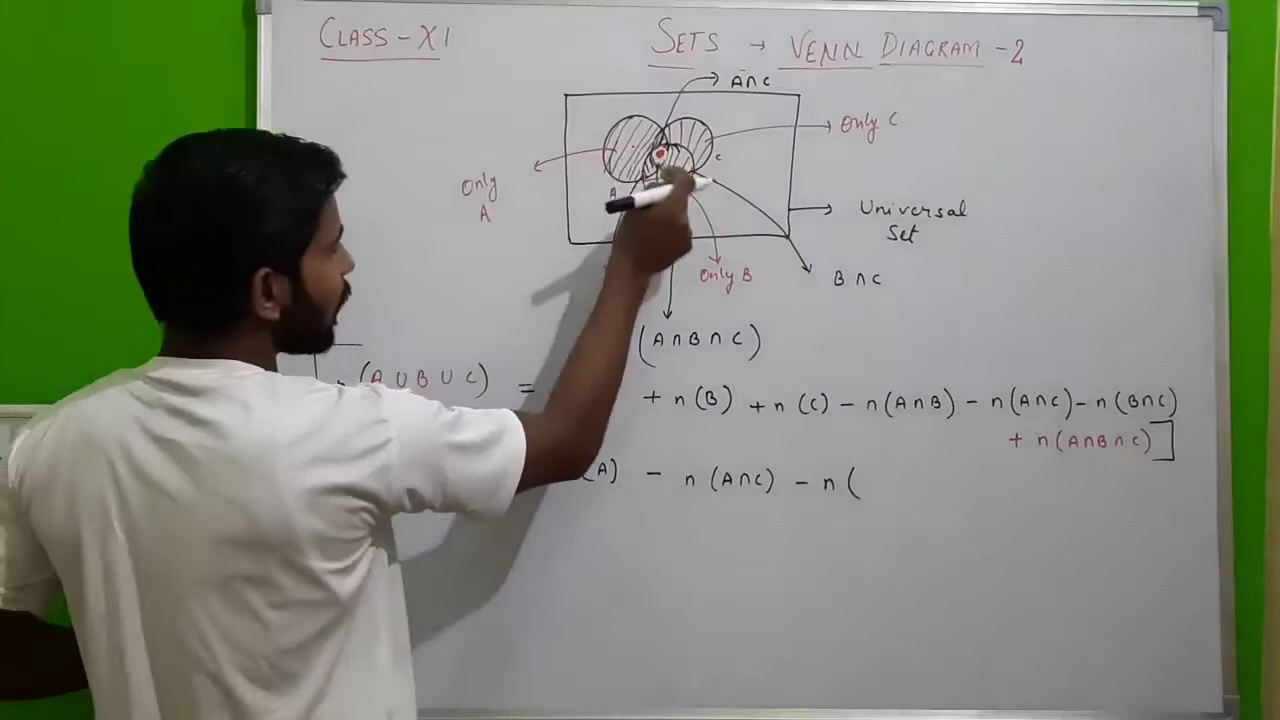 CLASS - XI
SETS → VENN DIAGRAM - 2
A∩C
Only C.
Only
A
A
C
Universal
Set
Only B
B∩C
(A∩B∩C)
n(A∪B∪C) = + n(B) + n(C) - n(A∩B) - n(A∩C) - n(B∩C)
+ n(A∩B∩C)]
(A) - n(A∩C) - n(